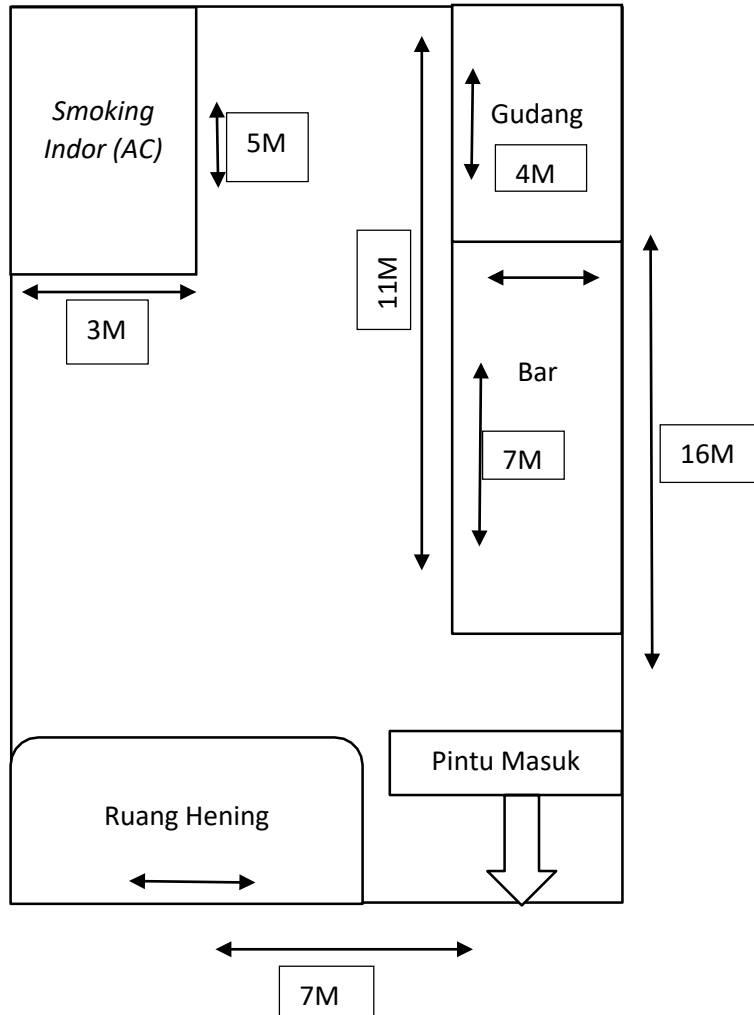 Smoking
Indor (AC)
5M
3M
11M
Gudang
4M
Bar
7M
16M
Pintu Masuk
Ruang Hening
7M